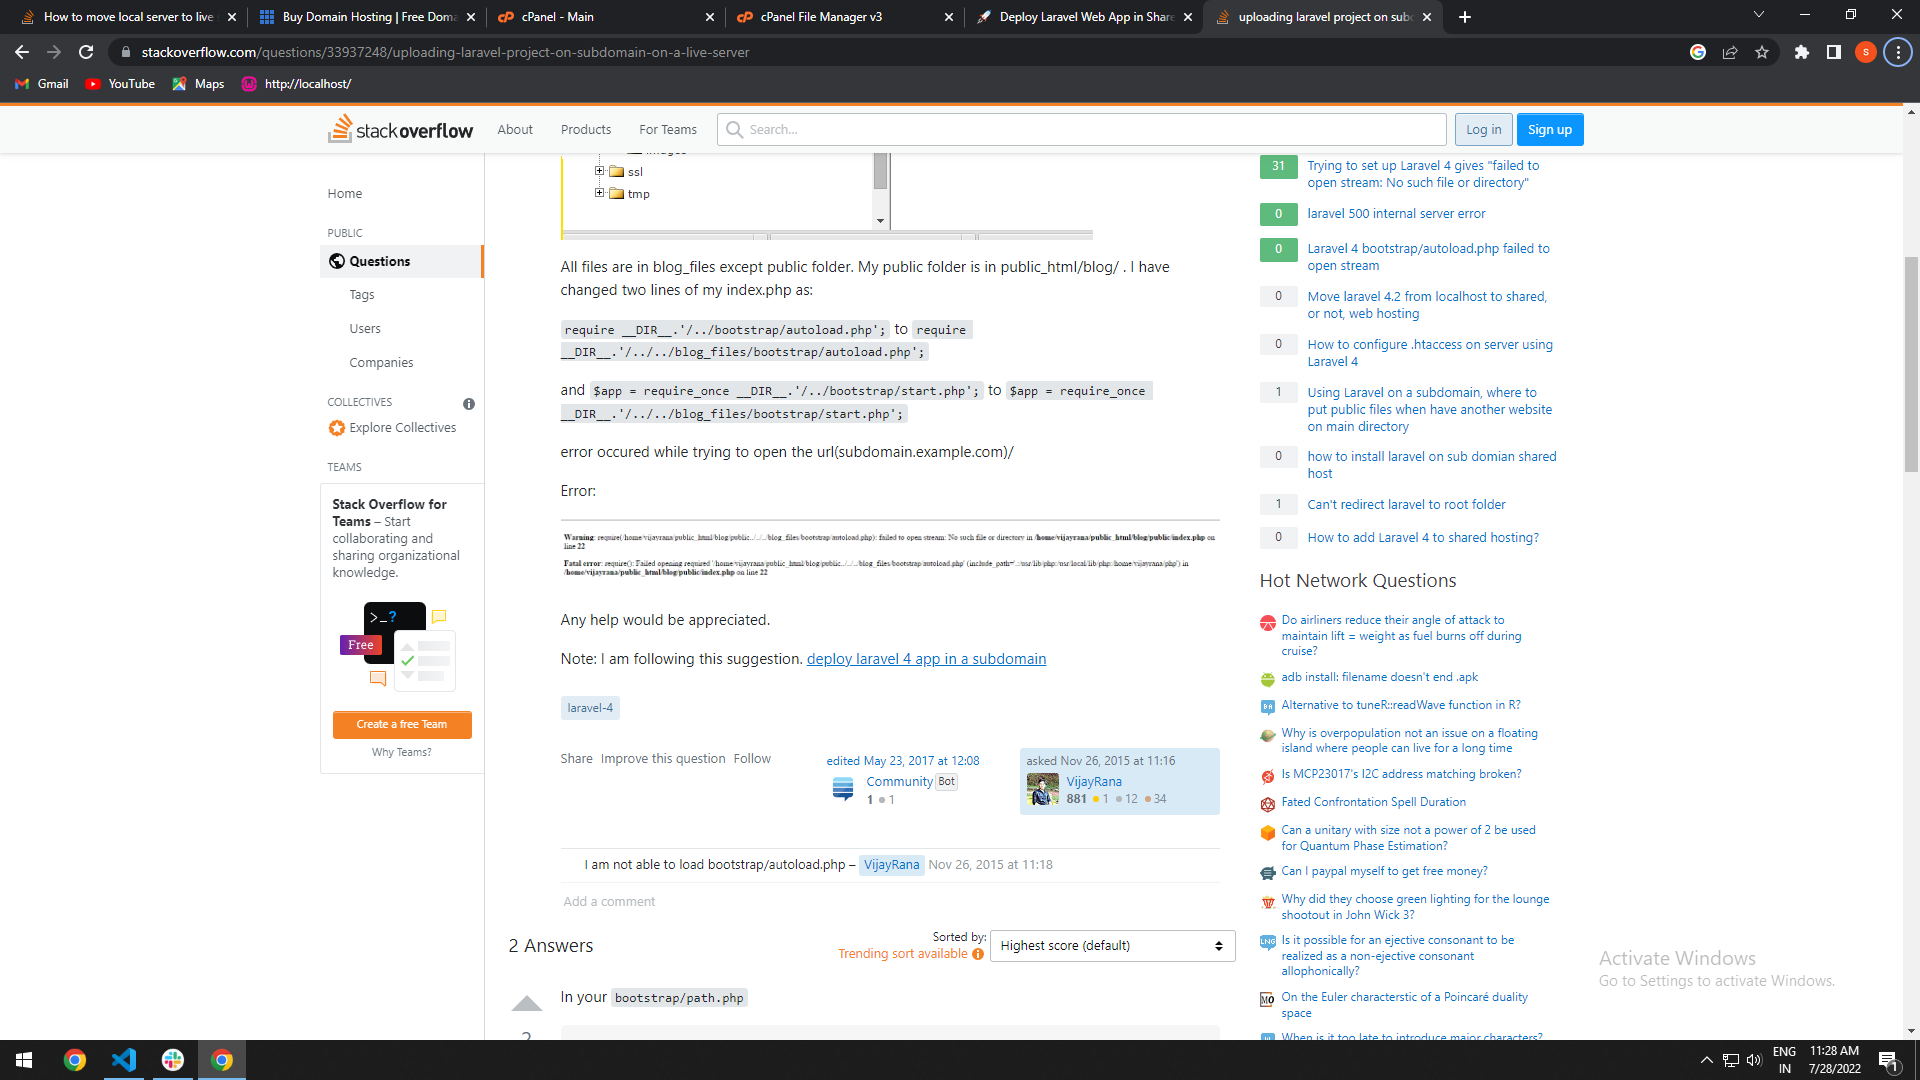 How to move local server to live
Buy Domain Hosting | Free Doma
cPanel - Main
cPanel File Manager v3
Deploy Laravel Web App in Share
uploading laravel project on subd
stackoverflow.com/questions/33937248/uploading-laravel-project-on-subdomain-on-a-live-server
S
Gmail
YouTube
Maps
http://localhost/
stackoverflow
About
Products
For Teams
Search...
Log in
Sign up
Home
PUBLIC
Questions
Tags
Users
Companies
COLLECTIVES
Explore Collectives
TEAMS
Stack Overflow for
Teams – Start
collaborating and
sharing organizational
knowledge.
>_?
Free
Create a free Team
Why Teams?
images
ssl
tmp
All files are in blog_files except public folder. My public folder is in public_html/blog/ . I have
changed two lines of my index.php as:
require __DIR__.'/../bootstrap/autoload.php'; to require
__DIR__.'/../../blog_files/bootstrap/autoload.php';
and $app = require_once __DIR__.'/../bootstrap/start.php'; to $app = require_once
__DIR__.'/../../blog_files/bootstrap/start.php';
error occured while trying to open the url(subdomain.example.com)/
Error:
Warning: require(/home/vijayrana/public_html/blog/public../../../blog_files/bootstrap/autoload.php): failed to open stream: No such file or directory in /home/vijayrana/public_html/blog/public/index.php on
line 22
Fatal error: require(): Failed opening required '/home/vijayrana/public_html/blog/public../../../blog_files/bootstrap/autoload.php' (include_path='.:/usr/lib/php:/usr/local/lib/php:/home/vijayrana/php') in
/home/vijayrana/public_html/blog/public/index.php on line 22
Any help would be appreciated.
Note: I am following this suggestion. deploy laravel 4 app in a subdomain
laravel-4
Share Improve this question Follow
edited May 23, 2017 at 12:08
Community Bot
1 1
asked Nov 26, 2015 at 11:16
VijayRana
881 1 12 34
I am not able to load bootstrap/autoload.php – VijayRana Nov 26, 2015 at 11:18
Add a comment
2 Answers
Sorted by:
Trending sort available
Highest score (default)
In your bootstrap/path.php
2
31 Trying to set up Laravel 4 gives "failed to
open stream: No such file or directory"
0 laravel 500 internal server error
0 Laravel 4 bootstrap/autoload.php failed to
open stream
0 Move laravel 4.2 from localhost to shared,
or not, web hosting
0 How to configure .htaccess on server using
Laravel 4
1 Using Laravel on a subdomain, where to
put public files when have another website
on main directory
0 how to install laravel on sub domian shared
host
1 Can't redirect laravel to root folder
0 How to add Laravel 4 to shared hosting?
Hot Network Questions
Do airliners reduce their angle of attack to
maintain lift = weight as fuel burns off during
cruise?
adb install: filename doesn't end .apk
Alternative to tuneR::readWave function in R?
Why is overpopulation not an issue on a floating
island where people can live for a long time
Is MCP23017's I2C address matching broken?
Fated Confrontation Spell Duration
Can a unitary with size not a power of 2 be used
for Quantum Phase Estimation?
Can I paypal myself to get free money?
Why did they choose green lighting for the lounge
shootout in John Wick 3?
Is it possible for an ejective consonant to be
realized as a non-ejective consonant
allophonically?
On the Euler characterstic of a Poincaré duality
space
When is it too late to introduce major characters?
Activate Windows
Go to Settings to activate Windows.
ENG
IN
11:28 AM
7/28/2022
1